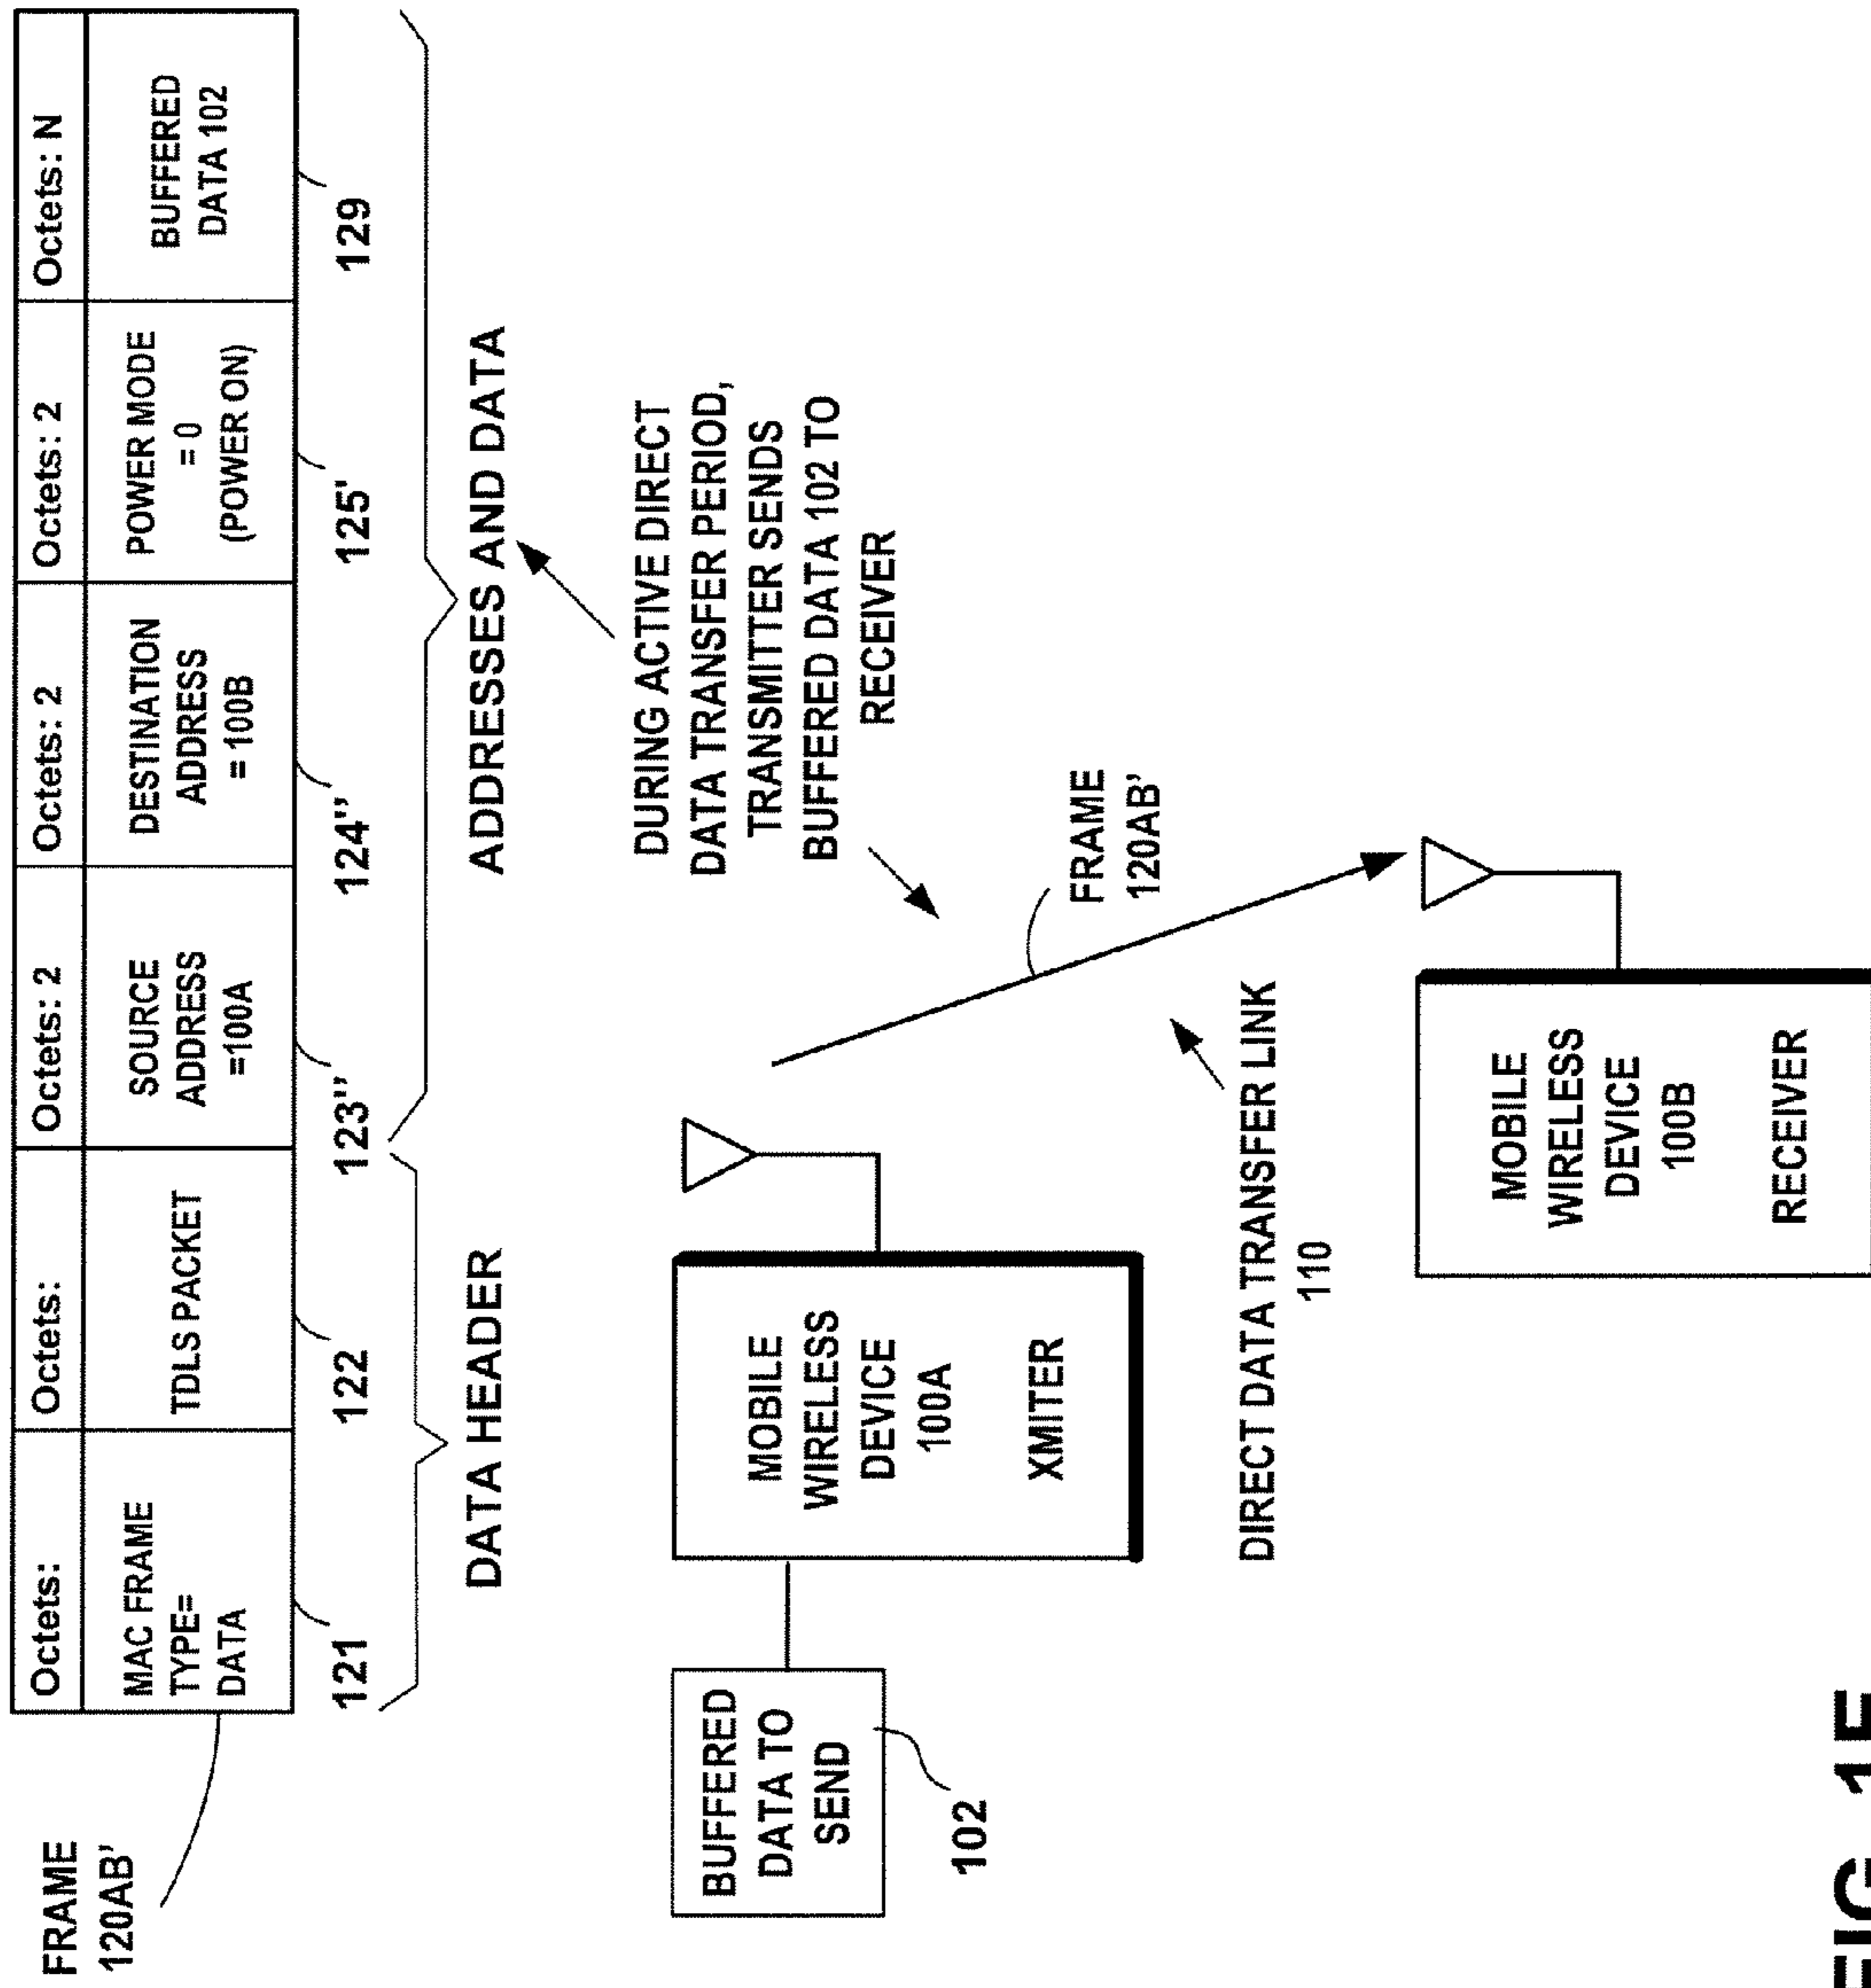 FRAME
120AB'
Octets:
Octets:
Octets: 2
Octets: 2
Octets: 2
Octets: N
MAC FRAME
TYPE=
DATA
TDLS PACKET
SOURCE
ADDRESS
=100A
DESTINATION
ADDRESS
= 100B
POWER MODE
= 0
(POWER ON)
BUFFERED
DATA 102
121
122
123''
124''
125'
129
DATA HEADER
ADDRESSES AND DATA
BUFFERED
DATA TO
SEND
102
MOBILE
WIRELESS
DEVICE
100A
XMITER
DURING ACTIVE DIRECT
DATA TRANSFER PERIOD,
TRANSMITTER SENDS
BUFFERED DATA 102 TO
RECEIVER
FRAME
120AB'
DIRECT DATA TRANSFER LINK
110
MOBILE
WIRELESS
DEVICE
100B
RECEIVER
FIG